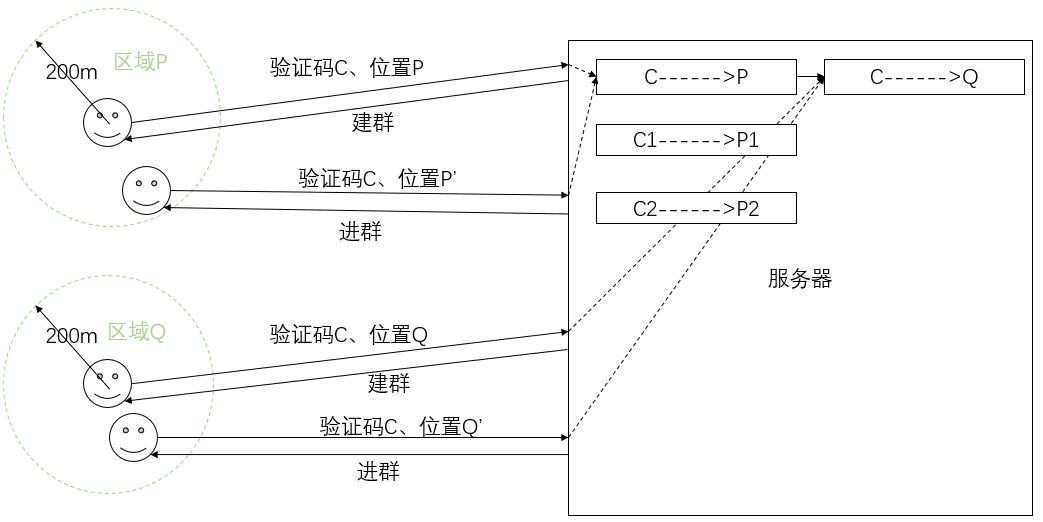 区域P
200m
验证码C、位置P
建群
验证码C、位置P’
进群
C------>P
C------>Q
C1------>P1
C2------>P2
服务器
区域Q
200m
验证码C、位置Q
建群
验证码C、位置Q’
进群